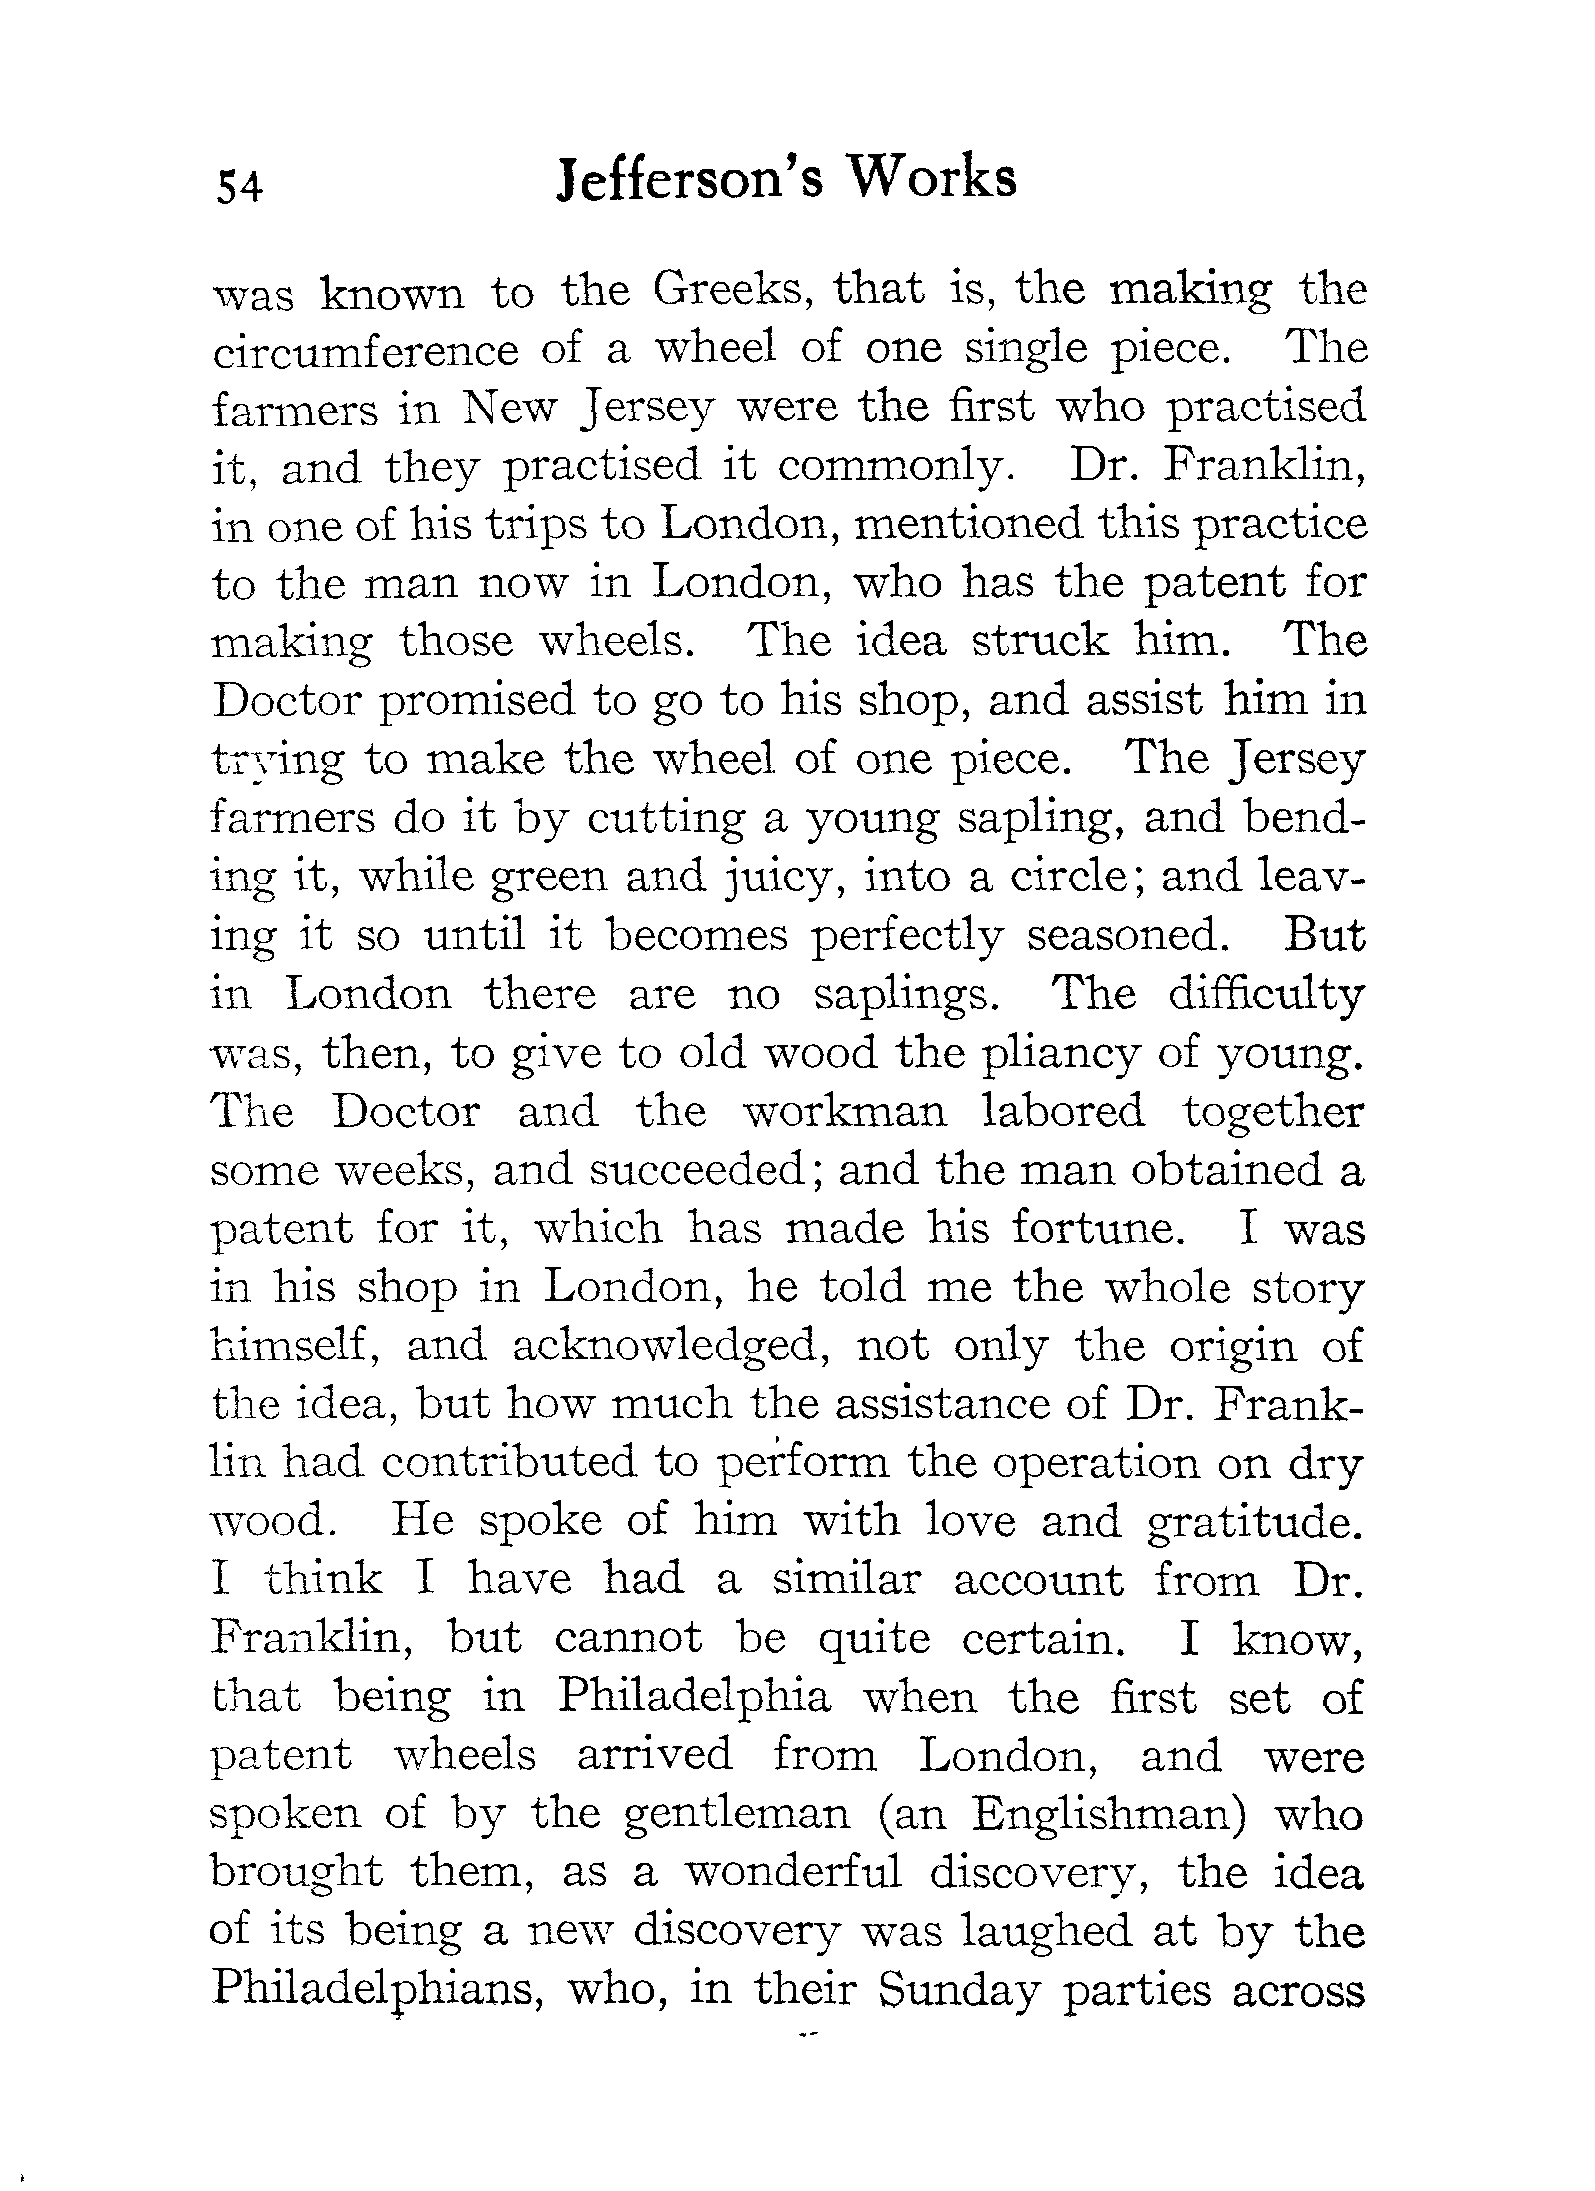 54 Jefferson's Works
was known to the Greeks, that is, the making the
circumference of a wheel of one single piece. The
farmers in New Jersey were the first who practised
it, and they practised it commonly. Dr. Franklin,
in one of his trips to London, mentioned this practice
to the man now in London, who has the patent for
making those wheels. The idea struck him. The
Doctor promised to go to his shop, and assist him in
trying to make the wheel of one piece. The Jersey
farmers do it by cutting a young sapling, and bend-
ing it, while green and juicy, into a circle; and leav-
ing it so until it becomes perfectly seasoned. But
in London there are no saplings. The difficulty
was, then, to give to old wood the pliancy of young.
The Doctor and the workman labored together
some weeks, and succeeded; and the man obtained a
patent for it, which has made his fortune. I was
in his shop in London, he told me the whole story
himself, and acknowledged, not only the origin of
the idea, but how much the assistance of Dr. Frank-
lin had contributed to perform the operation on dry
wood. He spoke of him with love and gratitude.
I think I have had a similar account from Dr.
Franklin, but cannot be quite certain. I know,
that being in Philadelphia when the first set of
patent wheels arrived from London, and were
spoken of by the gentleman (an Englishman) who
brought them, as a wonderful discovery, the idea
of its being a new discovery was laughed at by the
Philadelphians, who, in their Sunday parties across